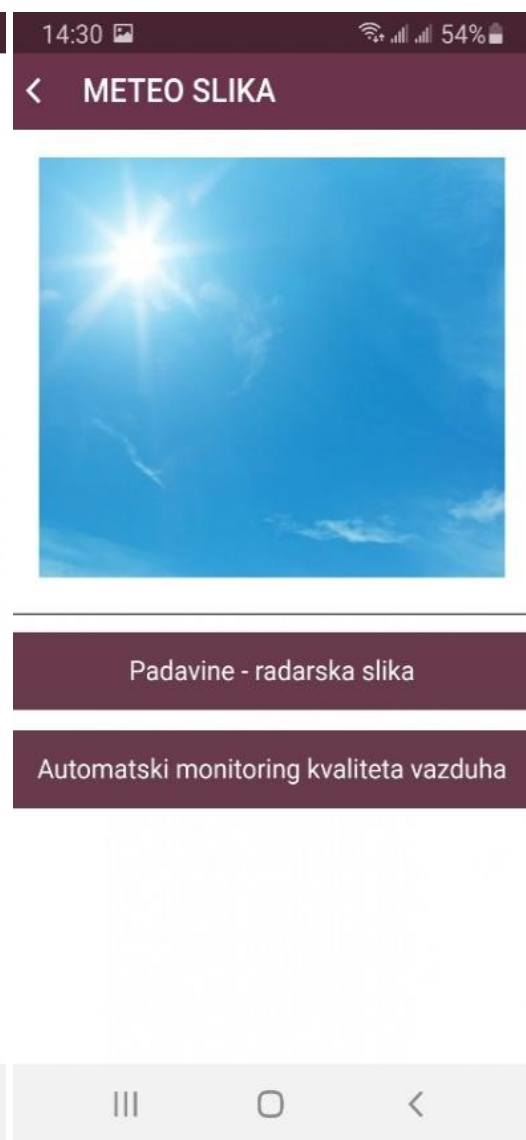 14:30 54%
METEO SLIKA
Padavine - radarska slika
Automatski monitoring kvaliteta vazduha